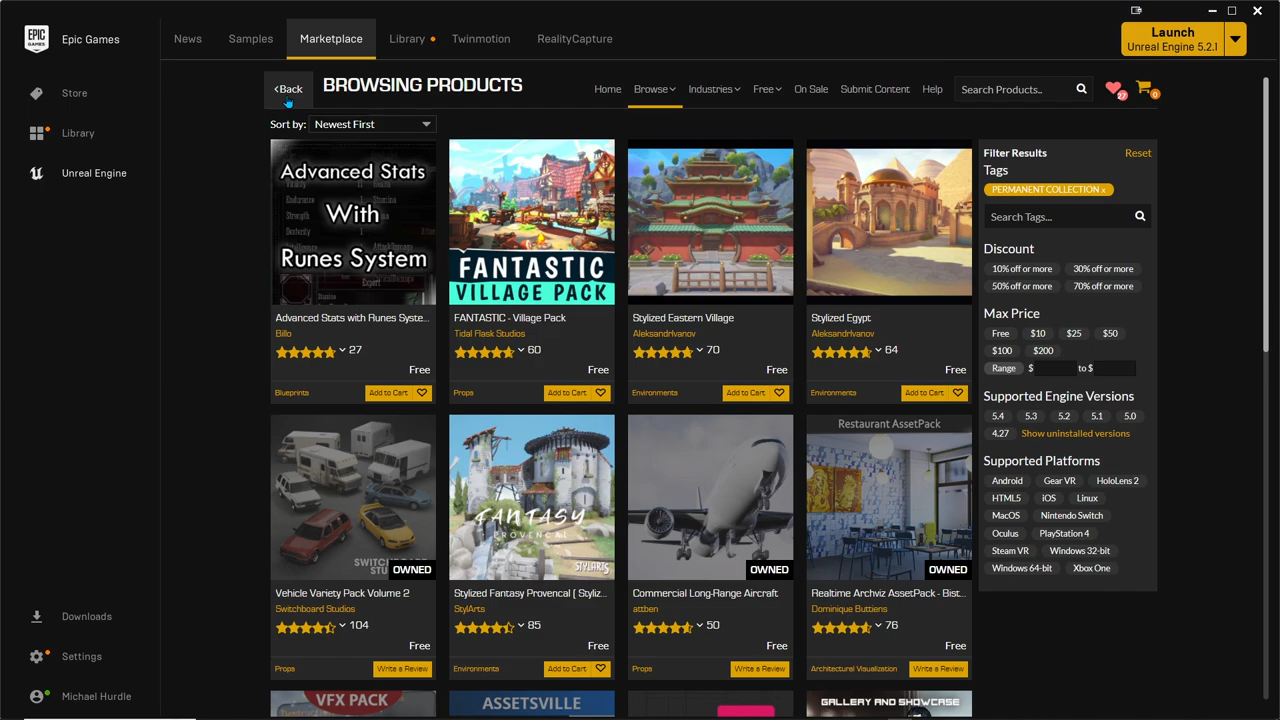 EPIC GAMES
Epic Games
News
Samples
Marketplace
Library
Twinmotion
RealityCapture
Launch
Unreal Engine 5.2.1
Store
Library
Unreal Engine
Downloads
Settings
Michael Hurdle
<Back
BROWSING PRODUCTS
Home
Browse
Industries
Free
On Sale
Submit Content
Help
Search Products..
27
0
Sort by:
Newest First
Advanced Stats
With
Runes System
Advanced Stats with Runes Syste...
Billo
27
Free
Blueprints
Add to Cart
FANTASTIC
VILLAGE PACK
FANTASTIC - Village Pack
Tidal Flask Studios
60
Free
Props
Add to Cart
Stylized Eastern Village
AleksandrIvanov
70
Free
Environments
Add to Cart
Stylized Egypt
AleksandrIvanov
64
Free
Environments
Add to Cart
OWNED
Vehicle Variety Pack Volume 2
Switchboard Studios
104
Free
Props
Write a Review
FANTASY
PROVENCAL
STYLARTS
Stylized Fantasy Provencal ( Styliz...
StylArts
85
Free
Environments
Add to Cart
OWNED
Commercial Long-Range Aircraft
attben
50
Free
Props
Write a Review
Restaurant AssetPack
OWNED
Realtime Archviz AssetPack - Bist...
Dominique Buttiens
76
Free
Architectural Visualization
Write a Review
VFX PACK
ASSETSVILLE
GALLERY AND SHOWCASE
Filter Results
Reset
Tags
PERMANENT COLLECTION x
Search Tags...
Discount
10% off or more
30% off or more
50% off or more
70% off or more
Max Price
Free
$10
$25
$50
$100
$200
Range
$
to $
Supported Engine Versions
5.4
5.3
5.2
5.1
5.0
4.27
Show uninstalled versions
Supported Platforms
Android
Gear VR
HoloLens 2
HTML5
iOS
Linux
MacOS
Nintendo Switch
Oculus
PlayStation 4
Steam VR
Windows 32-bit
Windows 64-bit
Xbox One